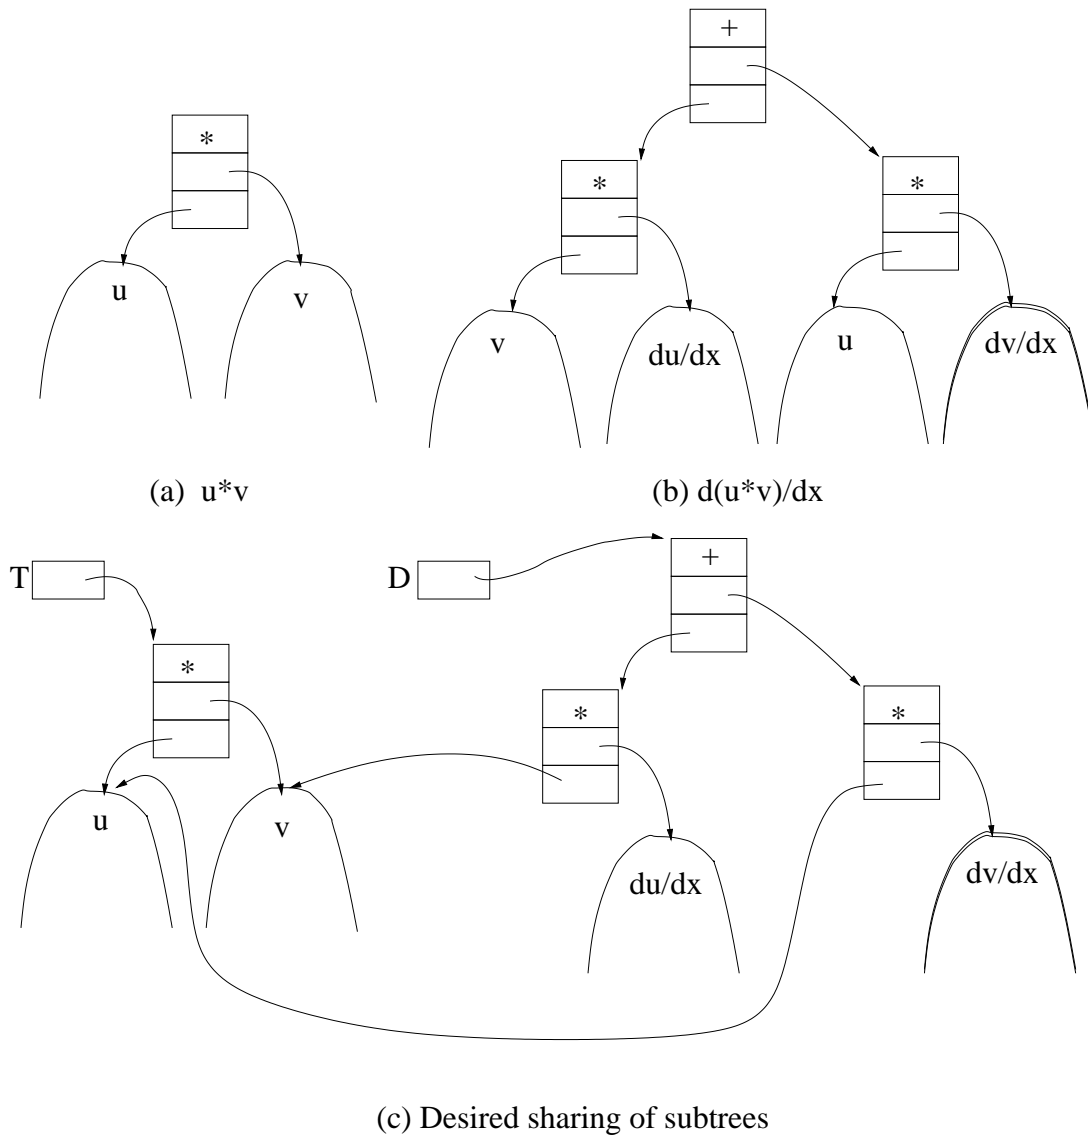 +
*
*
*
u
v
v
du/dx
u
dv/dx
(a) u*v
(b) d(u*v)/dx
T
D
+
*
*
*
u
v
du/dx
dv/dx
(c) Desired sharing of subtrees